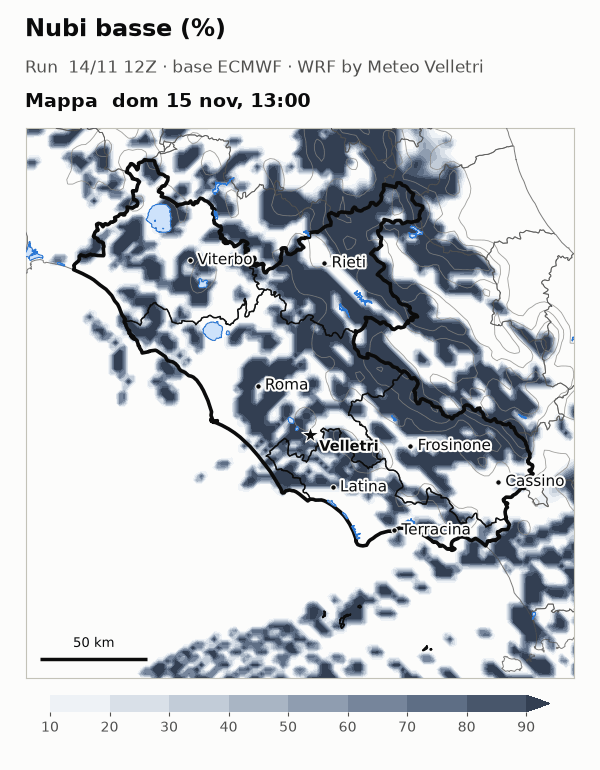 Nubi basse (%)
Run 14/11 12Z · base ECMWF · WRF by Meteo Velletri
Mappa dom 15 nov, 13:00
Viterbo
Rieti
Roma
Velletri
Frosinone
Cassino
Latina
Terracina
50 km
10 20 30 40 50 60 70 80 90